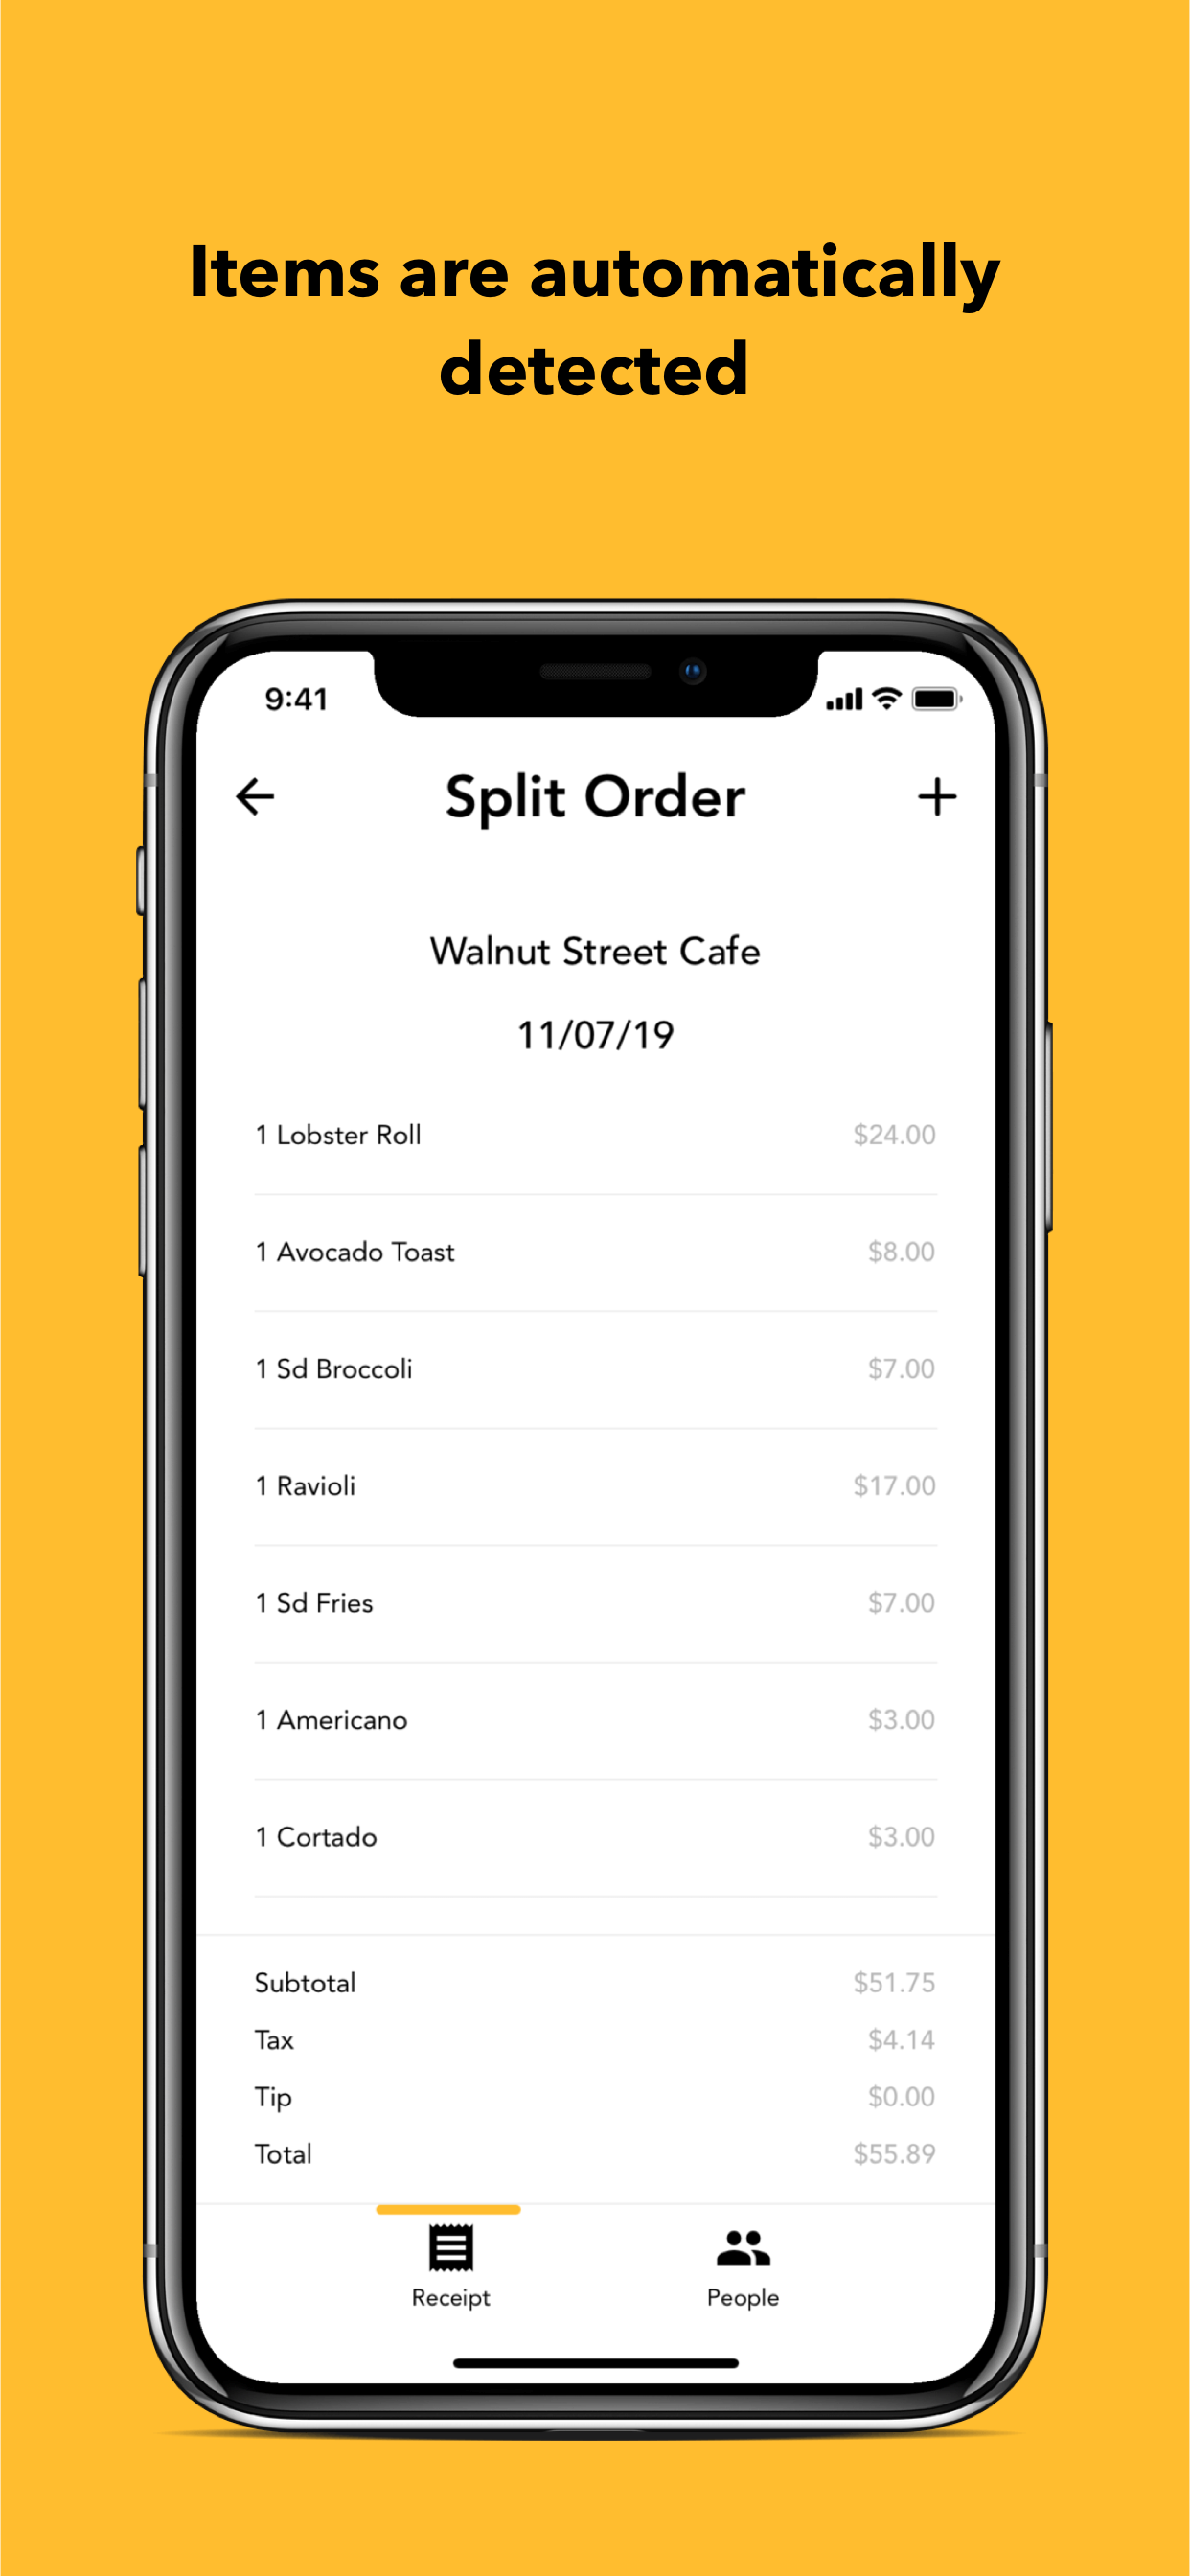 Items are automatically
detected
9:41
Split Order
Walnut Street Cafe
11/07/19
1 Lobster Roll $24.00
1 Avocado Toast $8.00
1 Sd Broccoli $7.00
1 Ravioli $17.00
1 Sd Fries $7.00
1 Americano $3.00
1 Cortado $3.00
Subtotal $51.75
Tax $4.14
Tip $0.00
Total $55.89
Receipt People